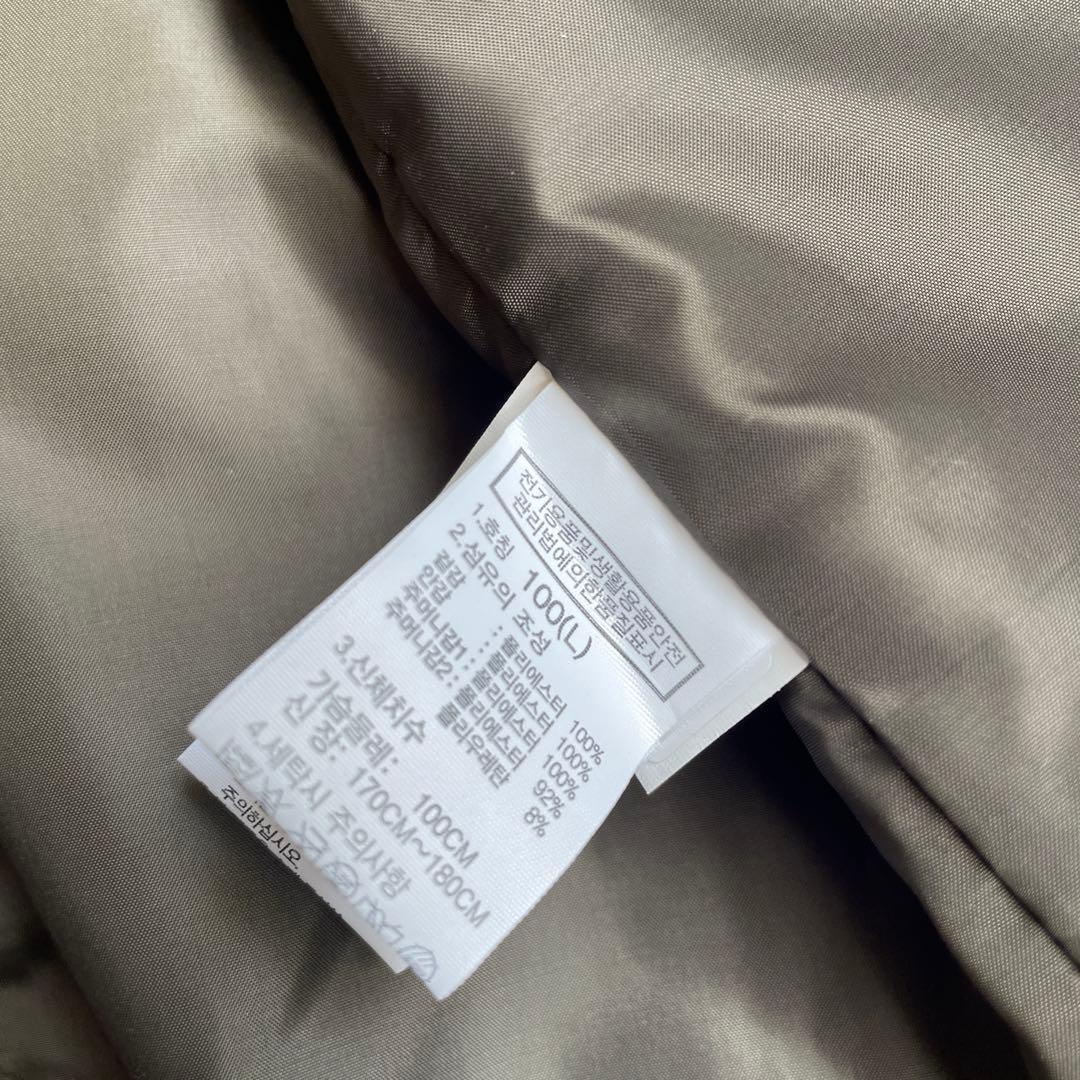 전기용품및생활용품안전
관리법에의한품질표시
1.호칭 100(L)
2.섬유의 조성
겉감 : 폴리에스터 100%
안감 : 폴리에스터 100%
주머니감1 : 폴리에스터 100%
주머니감2 : 폴리에스터 92%
폴리우레탄 8%
3.신체치수
가슴둘레: 100CM
신 장: 170CM~180CM
4.세탁시 주의사항
주의하십시오.